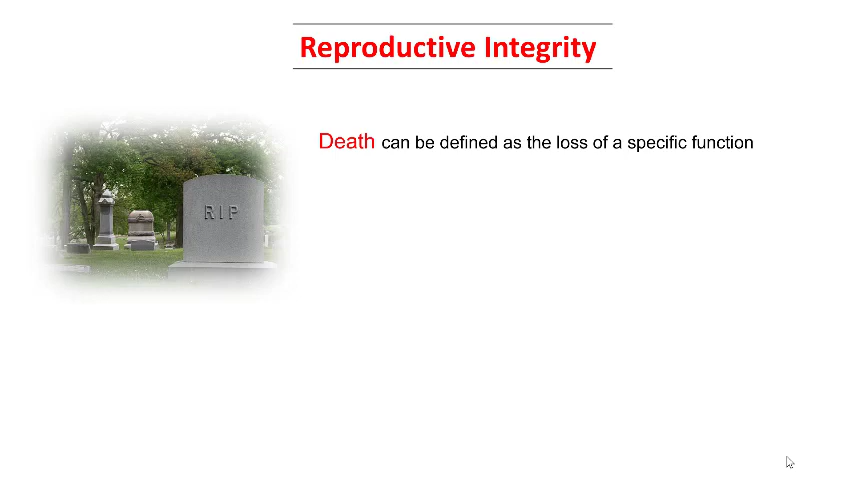 Reproductive Integrity
Death can be defined as the loss of a specific function
RIP